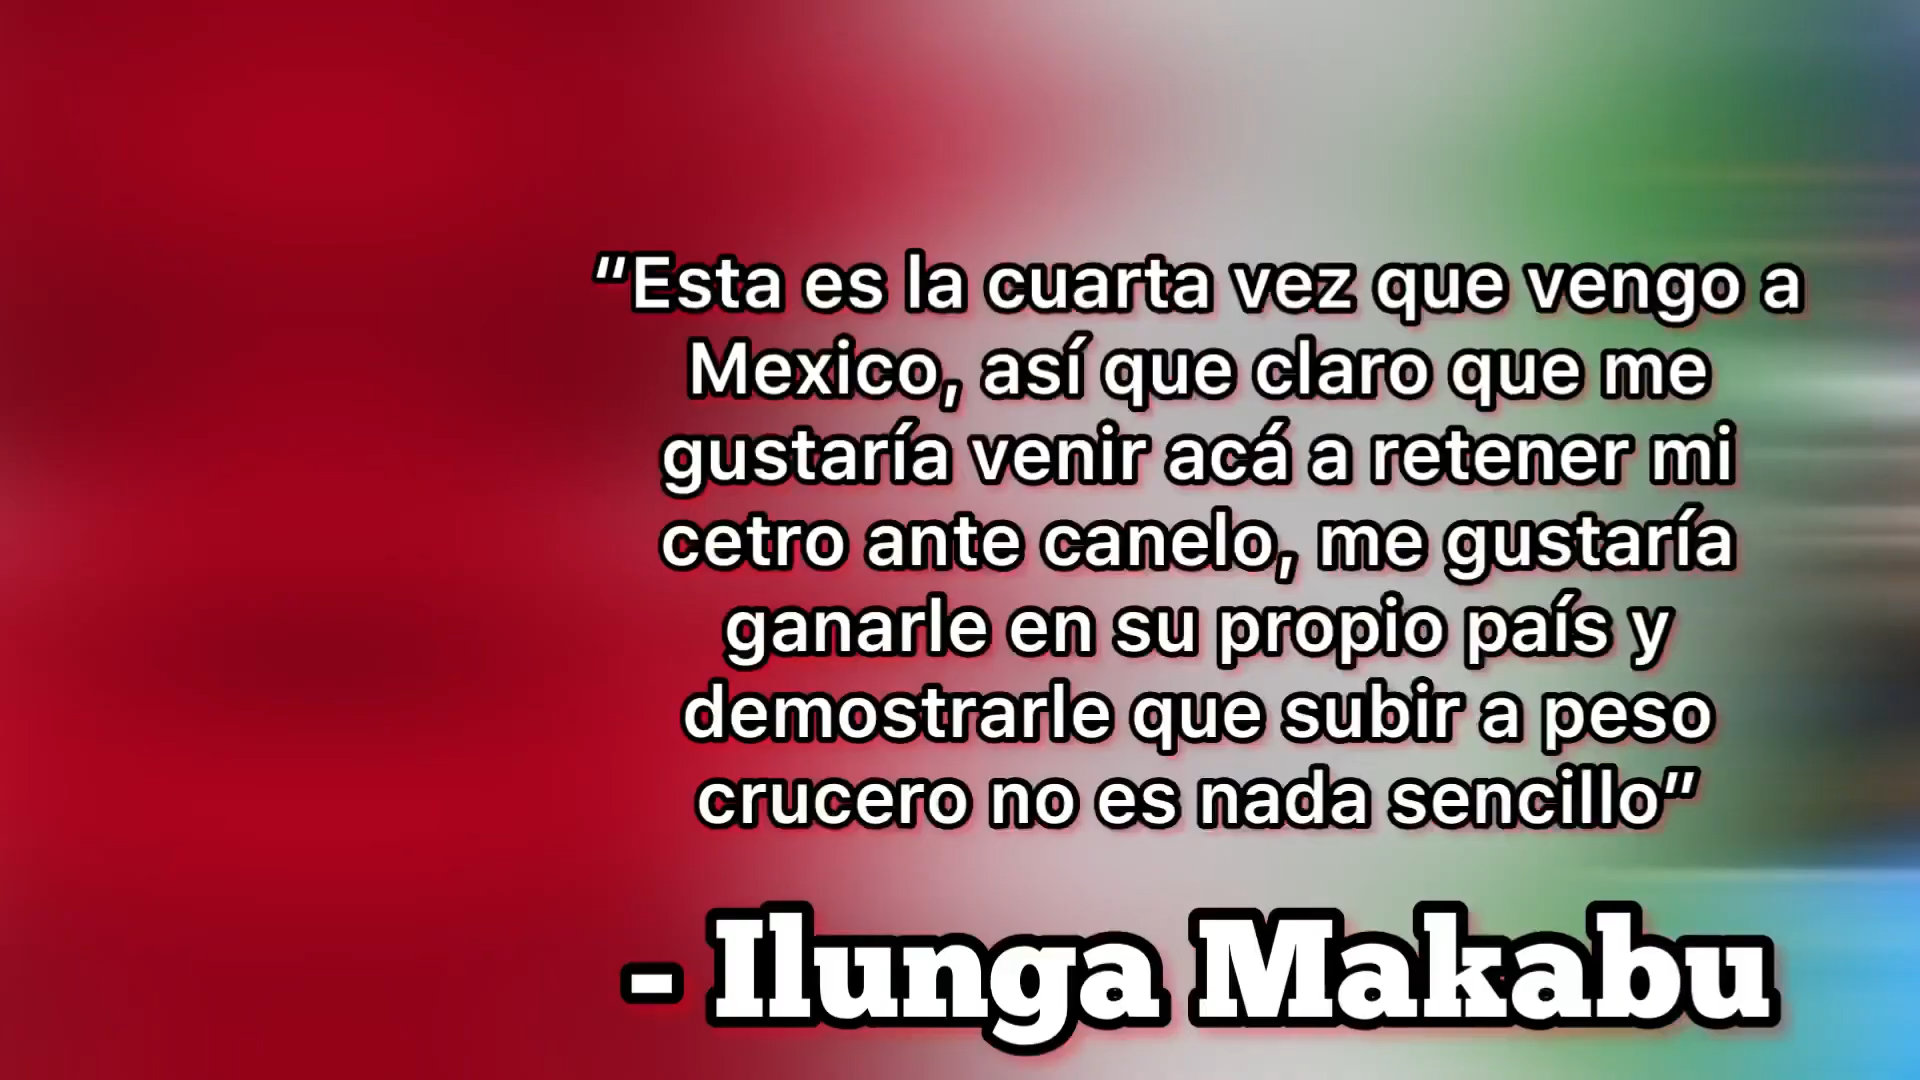 “Esta es la cuarta vez que vengo a
Mexico, así que claro que me
gustaría venir acá a retener mi
cetro ante canelo, me gustaría
ganarle en su propio país y
demostrarle que subir a peso
crucero no es nada sencillo”
- Ilunga Makabu